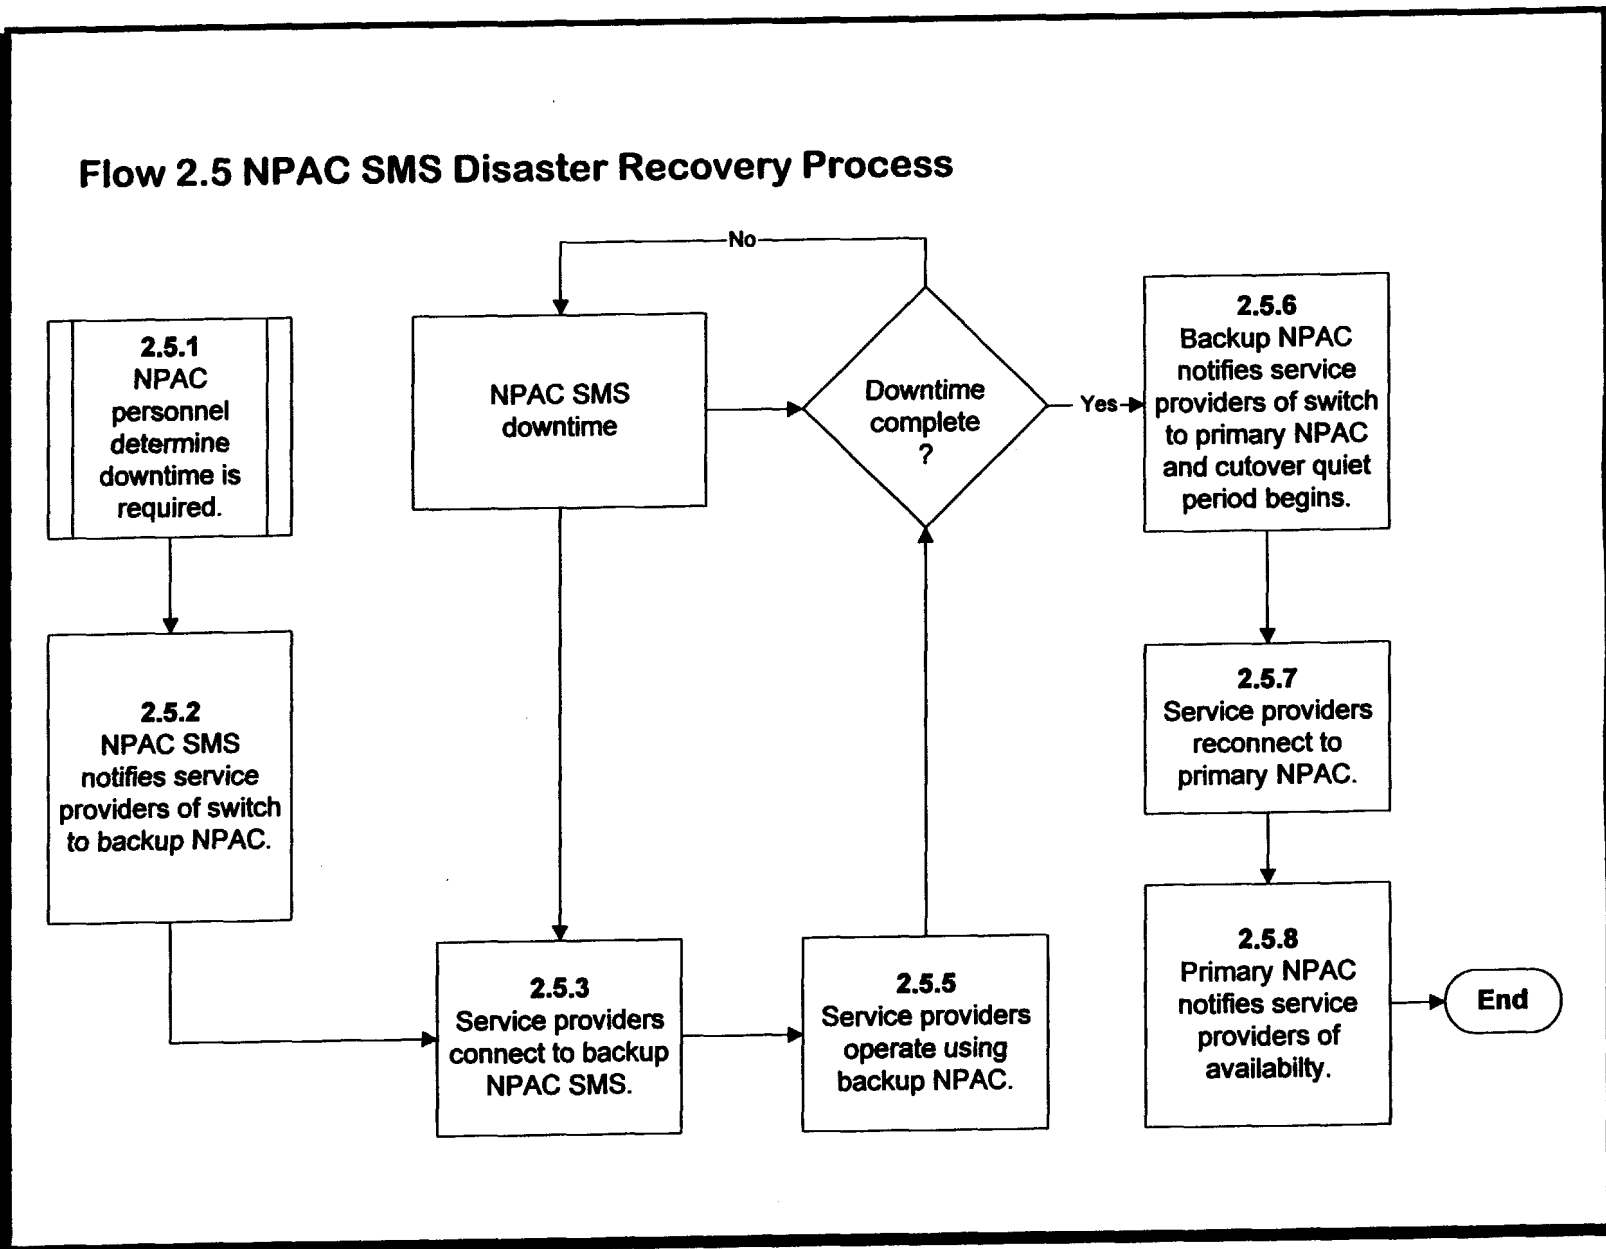 Flow 2.5 NPAC SMS Disaster Recovery Process
No
2.5.1
NPAC
personnel
determine
downtime is
required.
NPAC SMS
downtime
Downtime
complete
?
Yes
2.5.6
Backup NPAC
notifies service
providers of switch
to primary NPAC
and cutover quiet
period begins.
2.5.2
NPAC SMS
notifies service
providers of switch
to backup NPAC.
2.5.7
Service providers
reconnect to
primary NPAC.
2.5.3
Service providers
connect to backup
NPAC SMS.
2.5.5
Service providers
operate using
backup NPAC.
2.5.8
Primary NPAC
notifies service
providers of
availabilty.
End